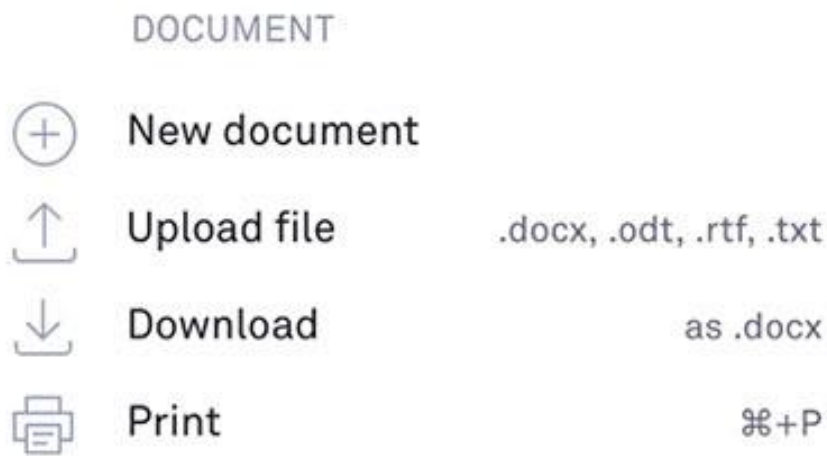 DOCUMENT
New document
Upload file .docx, .odt, .rtf, .txt
Download as .docx
Print ⌘+P